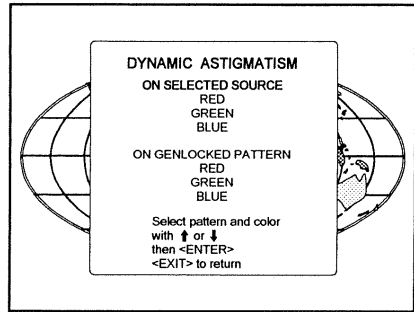 DYNAMIC ASTIGMATISM
ON SELECTED SOURCE
RED
GREEN
BLUE
ON GENLOCKED PATTERN
RED
GREEN
BLUE
Select pattern and color
with ↑ or ↓
then <ENTER>
<EXIT> to return